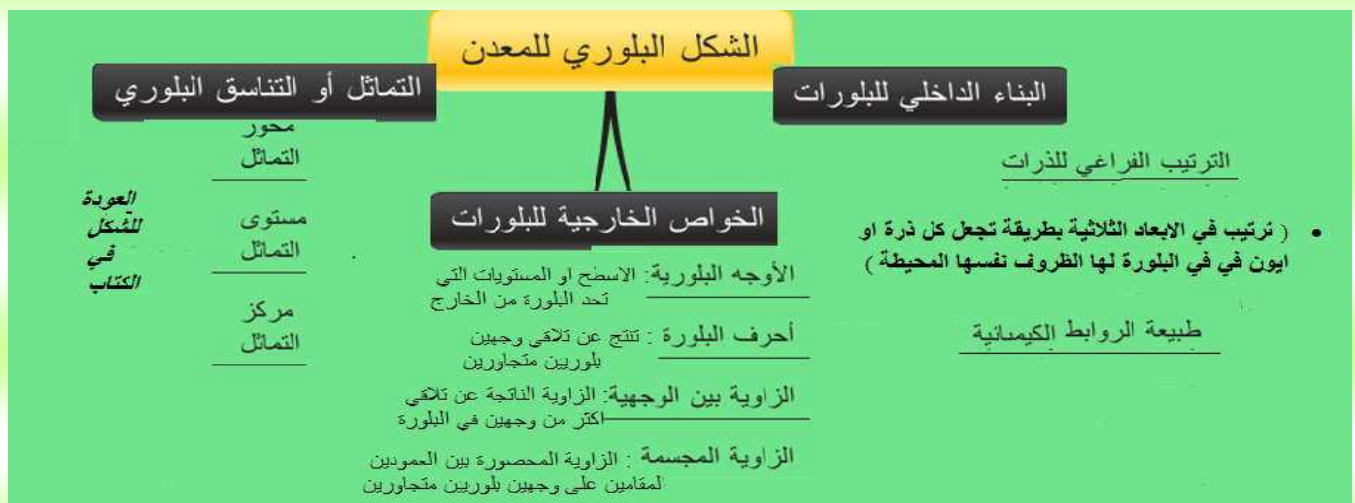 الشكل البلوري للمعدن
البناء الداخلي للبلورات
الترتيب الفراغي للذرات
• ( ترتيب في الابعاد الثلاثية بطريقة تجعل كل ذرة او
ايون في في البلورة لها الظروف نفسها المحيطة )
طبيعة الروابط الكيمىائية
الخواص الخارجية للبلورات
الأوجه البلورية: الاسطح او المستويات التي
تحد البلورة من الخارج
أحرف البلورة : تنتج عن تلاقي وجهين
بلوريين متجاورين
الزاوية بين الوجهية: الزاوية الناتجة عن تلاقي
اكثر من وجهين في البلورة
الزاوية المجسمة : الزاوية المحصورة بين العمودين
لمقامين على وجهين بلوريين متجاورين
التماثل أو التناسق البلوري
محور
التماثل
مستوى
التماثل
مركز
التماثل
العودة
للشكل
في
الكتاب